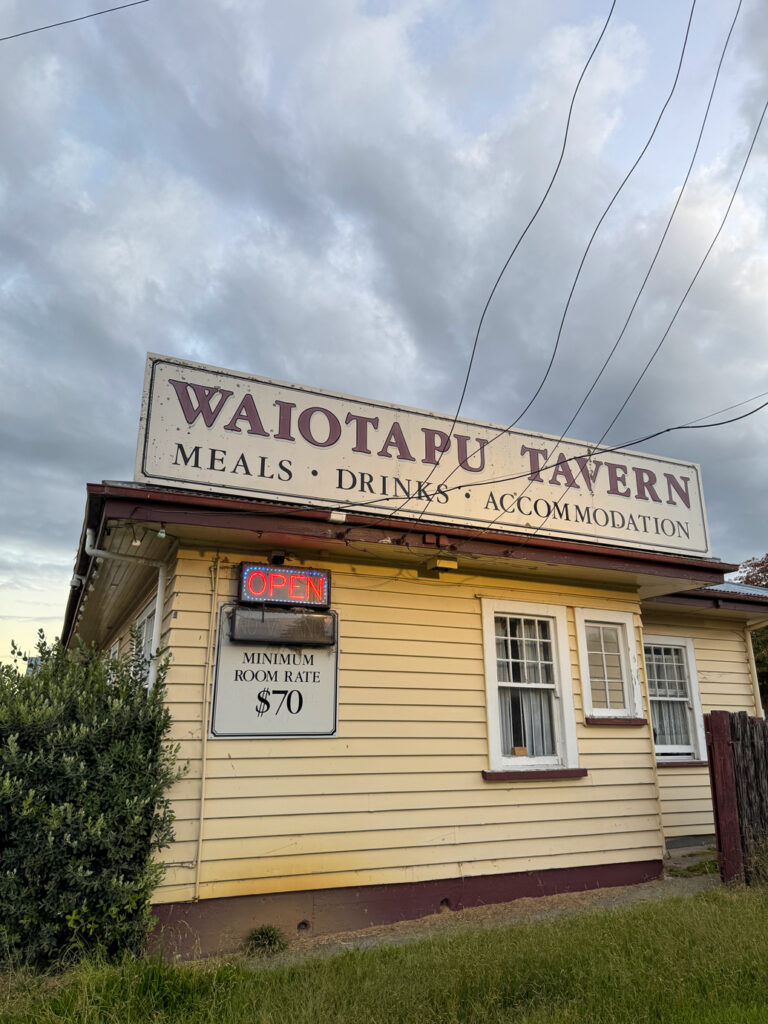 WAIOTAPU TAVERN
MEALS · DRINKS · ACCOMMODATION
OPEN
MINIMUM
ROOM RATE
$70